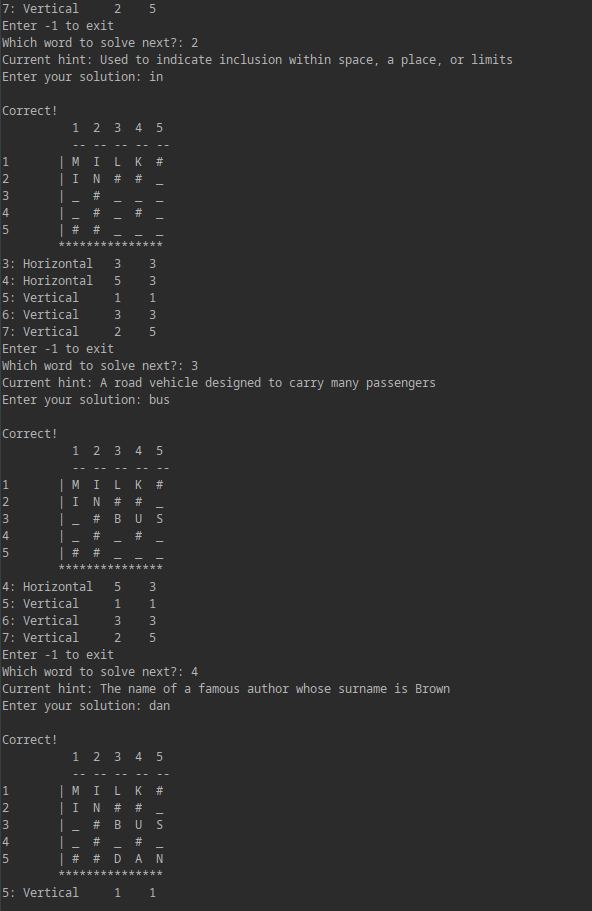 7: Vertical     2    5
Enter -1 to exit
Which word to solve next?: 2
Current hint: Used to indicate inclusion within space, a place, or limits
Enter your solution: in

Correct!
          1  2  3  4  5
          -- -- -- -- --
1       | M  I  L  K  #
2       | I  N  #  #  _
3       | _  #  _  _  _
4       | _  #  _  #  _
5       | #  #  _  _  _
        ***************
3: Horizontal   3    3
4: Horizontal   5    3
5: Vertical     1    1
6: Vertical     3    3
7: Vertical     2    5
Enter -1 to exit
Which word to solve next?: 3
Current hint: A road vehicle designed to carry many passengers
Enter your solution: bus

Correct!
          1  2  3  4  5
          -- -- -- -- --
1       | M  I  L  K  #
2       | I  N  #  #  _
3       | _  #  B  U  S
4       | _  #  _  #  _
5       | #  #  _  _  _
        ***************
4: Horizontal   5    3
5: Vertical     1    1
6: Vertical     3    3
7: Vertical     2    5
Enter -1 to exit
Which word to solve next?: 4
Current hint: The name of a famous author whose surname is Brown
Enter your solution: dan

Correct!
          1  2  3  4  5
          -- -- -- -- --
1       | M  I  L  K  #
2       | I  N  #  #  _
3       | _  #  B  U  S
4       | _  #  _  #  _
5       | #  #  D  A  N
        ***************
5: Vertical     1    1